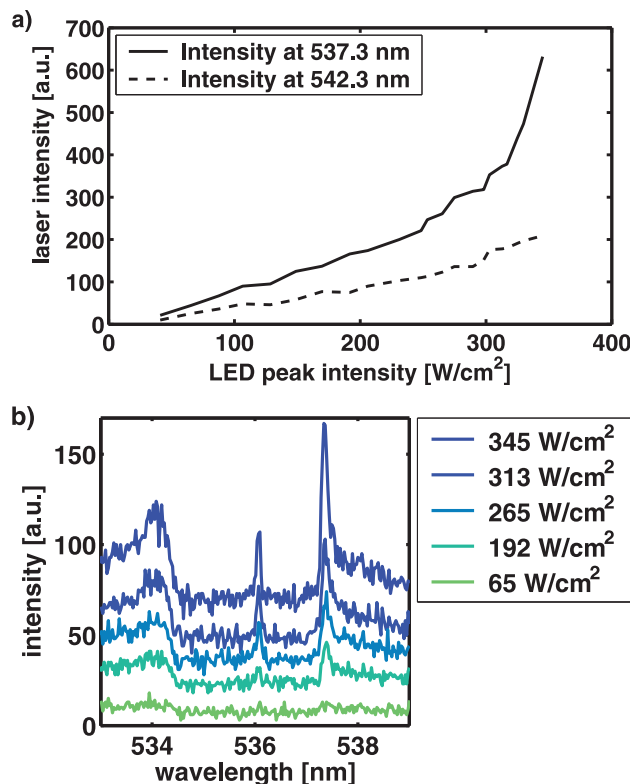 a)
700
600
500
400
300
200
100
0
laser intensity [a.u.]
Intensity at 537.3 nm
Intensity at 542.3 nm
0 100 200 300 400
LED peak intensity [W/cm²]
b)
150
100
50
0
intensity [a.u.]
534 536 538
wavelength [nm]
345 W/cm²
313 W/cm²
265 W/cm²
192 W/cm²
65 W/cm²